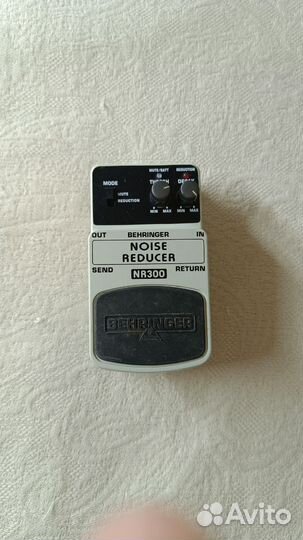 MUTE/BATT REDUCTION
MODE THRESH DECAY
MUTE
REDUCTION
MIN MAX MIN MAX
OUT BEHRINGER IN
NOISE
REDUCER
SEND RETURN
NR300
BEHRINGER
Avito